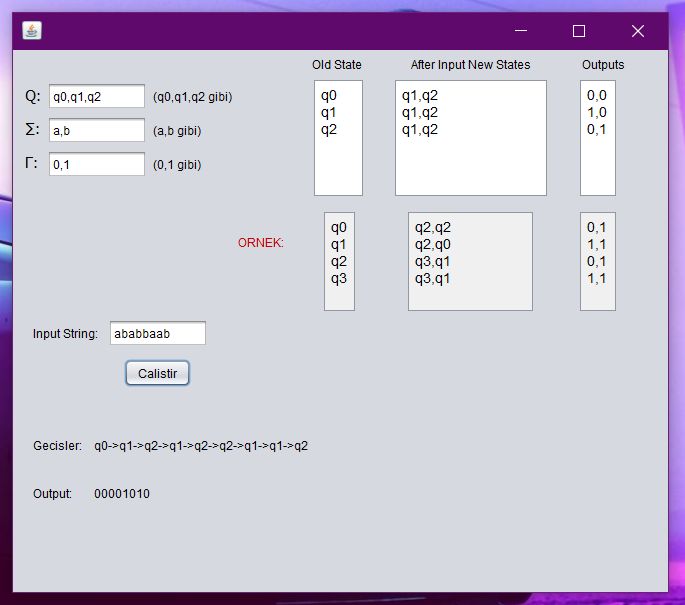 Old State After Input New States Outputs
Q: q0,q1,q2 (q0,q1,q2 gibi)
Σ: a,b (a,b gibi)
Γ: 0,1 (0,1 gibi)
q0 q1,q2 0,0
q1 q1,q2 1,0
q2 q1,q2 0,1
ORNEK:
q0 q2,q2 0,1
q1 q2,q0 1,1
q2 q3,q1 0,1
q3 q3,q1 1,1
Input String: ababbaab
Calistir
Gecisler: q0->q1->q2->q1->q2->q2->q1->q1->q2
Output: 00001010